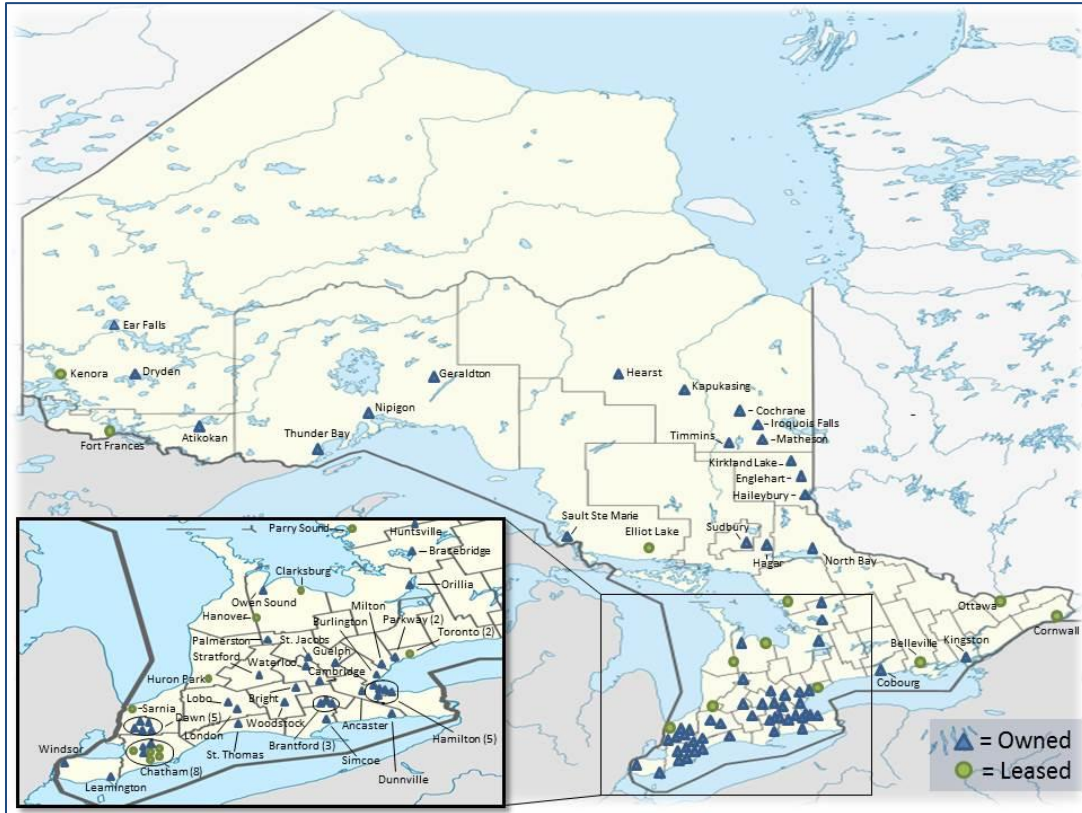 Ear Falls
Kenora
Dryden
Geraldton
Hearst
Kapukasing
Nipigon
Cochrane
Iroquois Falls
Atikokan
Fort Frances
Thunder Bay
Timmins
Matheson
Kirkland Lake
Englehart
Haileybury
Sault Ste Marie
Elliot Lake
Sudbury
Hagar
North Bay
Ottawa
Cornwall
Belleville
Kingston
Cobourg
Parry Sound
Huntsville
Brasebridge
Clarksburg
Orillia
Owen Sound
Milton
Hanover
Burlington
Parkway (2)
Palmerston
St. Jacobs
Toronto (2)
Stratford
Guelph
Waterloo
Cambridge
Huron Park
Lobo
Bright
Sarnia
Dawn (5)
Woodstock
Ancaster
London
Windsor
St. Thomas
Brantford (3)
Hamilton (5)
Simcoe
Chatham (8)
Dunnville
Leamington
= Owned
= Leased